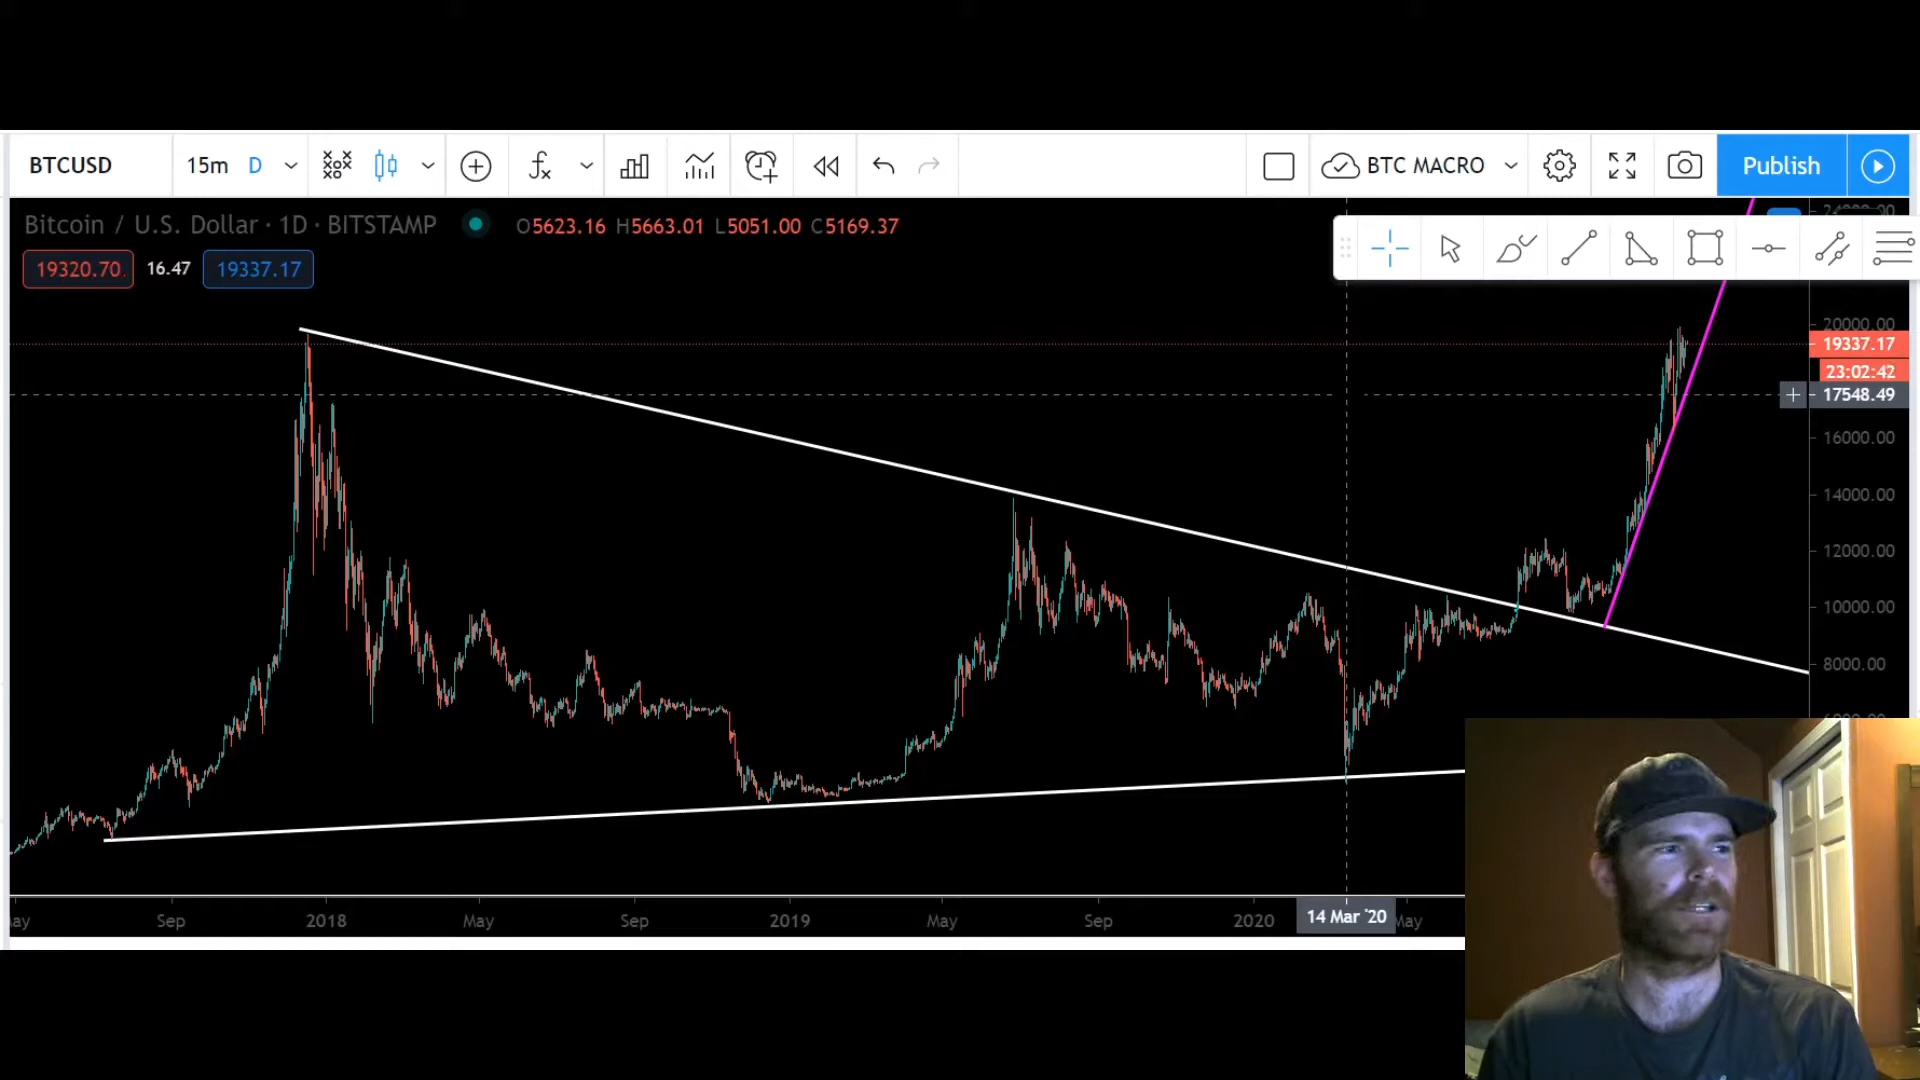 BTCUSD 15m D BTC MACRO Publish
Bitcoin / U.S. Dollar · 1D · BITSTAMP O5623.16 H5663.01 L5051.00 C5169.37
19320.70 16.47 19337.17
20000.00
19337.17
23:02:42
17548.49
16000.00
14000.00
12000.00
10000.00
8000.00
Sep 2018 May Sep 2019 May Sep 2020 14 Mar '20 May